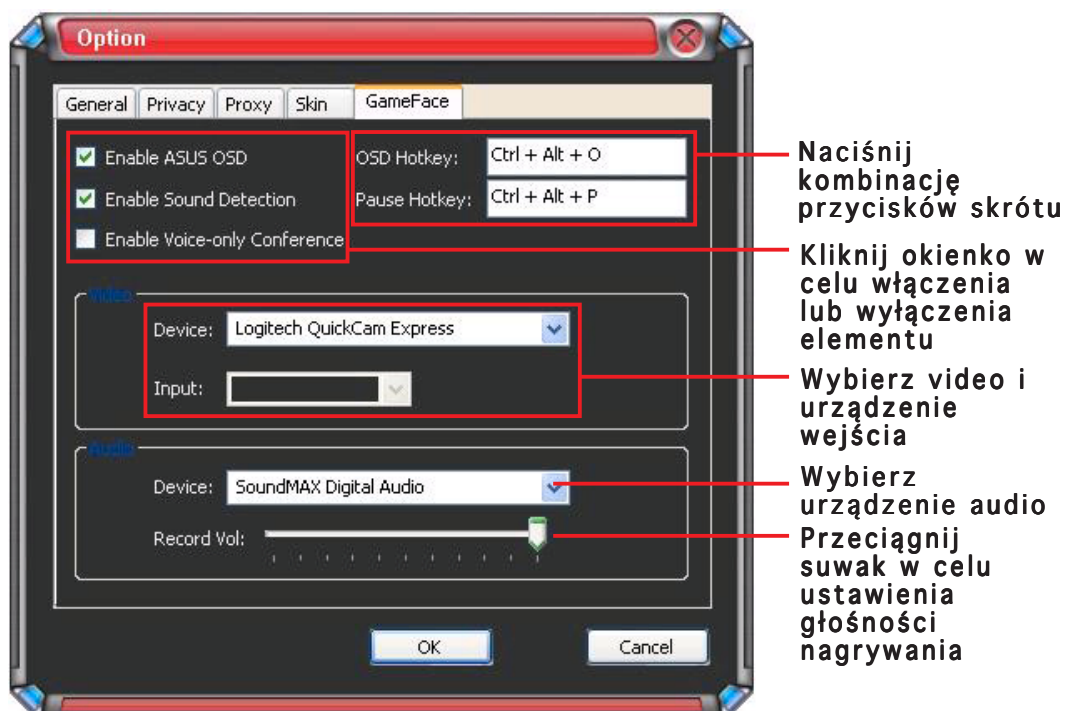 Option
General Privacy Proxy Skin GameFace
Enable ASUS OSD
Enable Sound Detection
Enable Voice-only Conference
OSD Hotkey: Ctrl + Alt + O
Pause Hotkey: Ctrl + Alt + P
Video
Device: Logitech QuickCam Express
Input:
Audio
Device: SoundMAX Digital Audio
Record Vol:
OK Cancel
Naciśnij
kombinację
przycisków skrótu
Kliknij okienko w
celu włączenia
lub wyłączenia
elementu
Wybierz video i
urządzenie
wejścia
Wybierz
urządzenie audio
Przeciągnij
suwak w celu
ustawienia
głośności
nagrywania